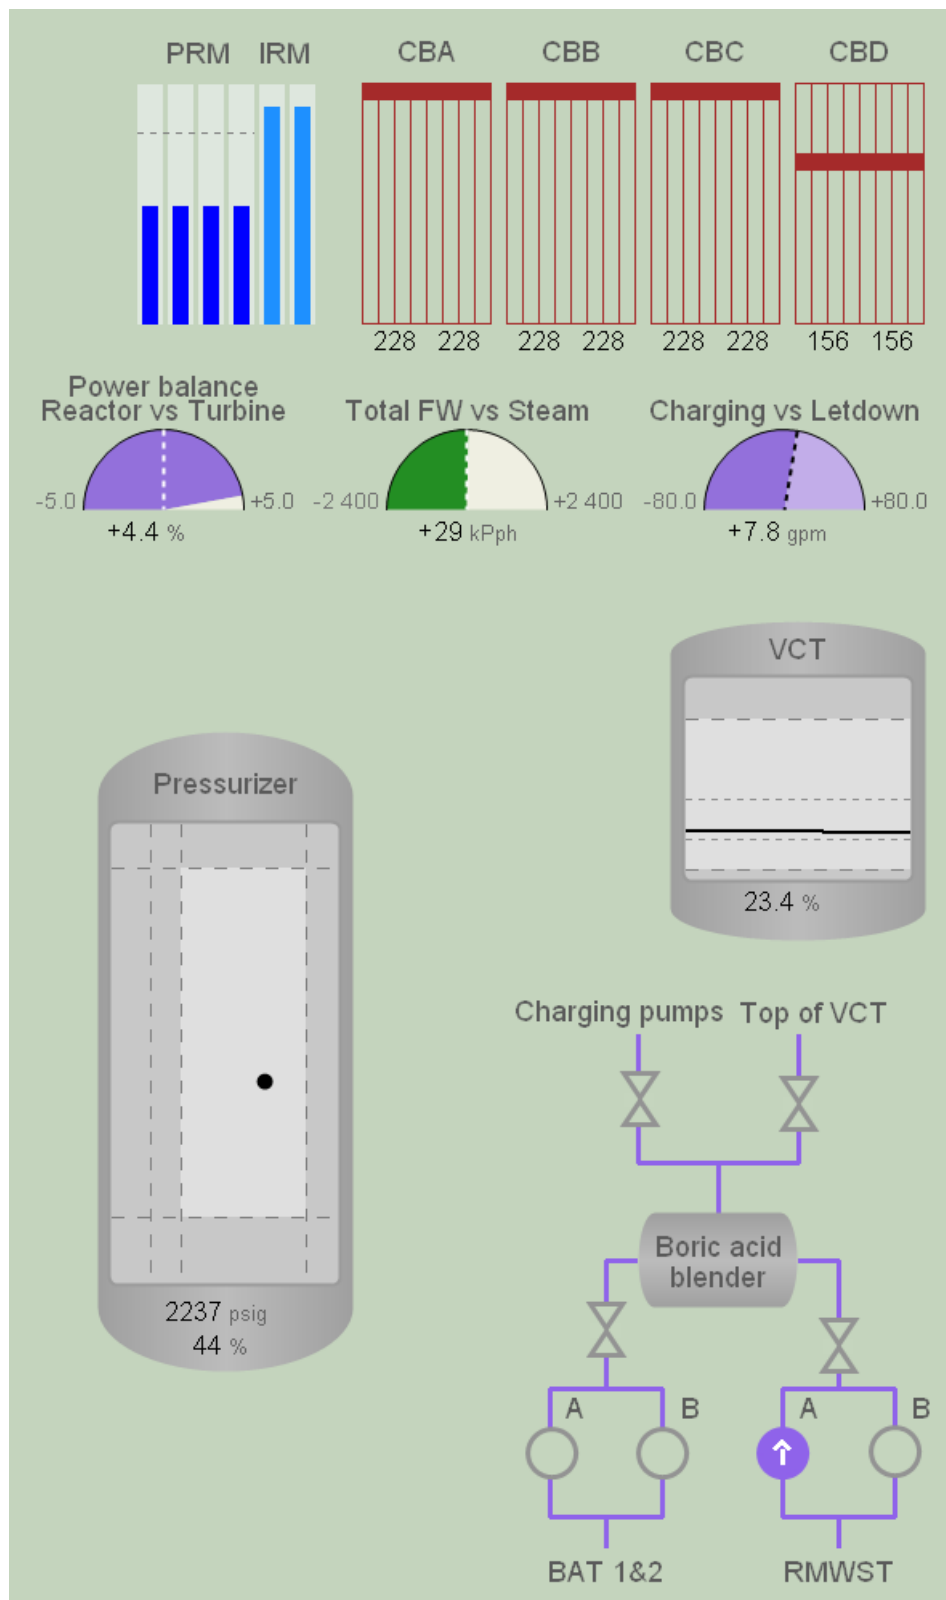 PRM IRM CBA CBB CBC CBD
228 228 228 228 228 228 156 156
Power balance
Reactor vs Turbine Total FW vs Steam Charging vs Letdown
-5.0 +5.0 -2 400 +2 400 -80.0 +80.0
+4.4 % +29 kPph +7.8 gpm
VCT
23.4 %
Pressurizer
2237 psig
44 %
Charging pumps Top of VCT
Boric acid
blender
A B A B
BAT 1&2 RMWST